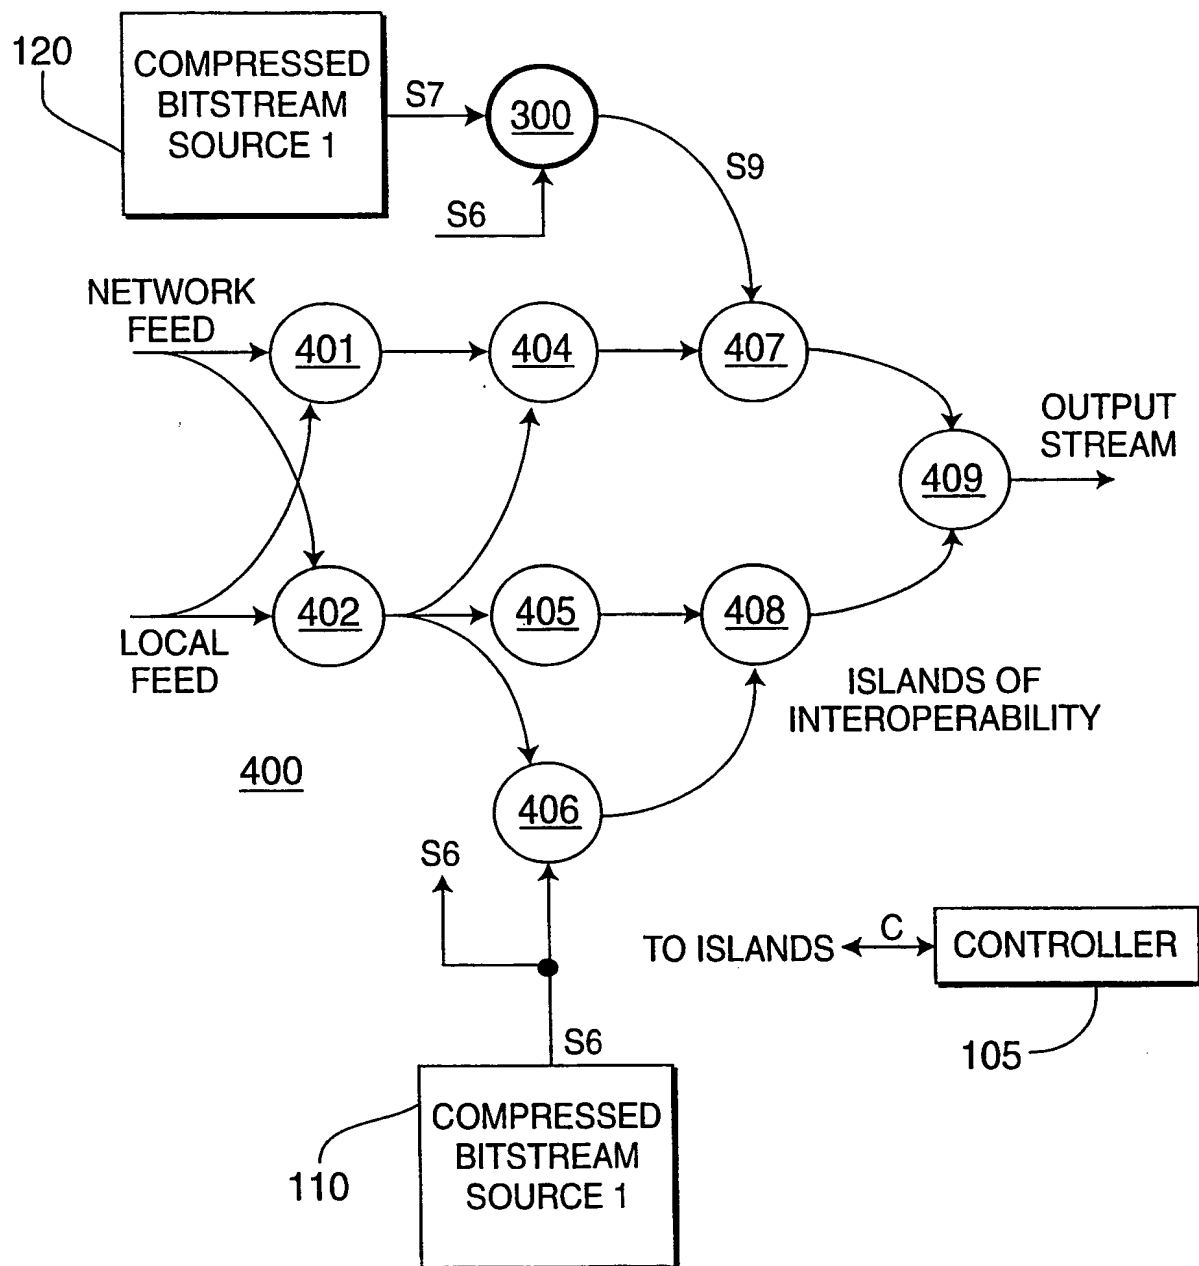 120
COMPRESSED
BITSTREAM
SOURCE 1
S7
300
S6
S9
NETWORK
FEED
401
404
407
OUTPUT
STREAM
409
LOCAL
FEED
402
405
408
ISLANDS OF
INTEROPERABILITY
400
406
S6
TO ISLANDS
C
CONTROLLER
105
S6
COMPRESSED
BITSTREAM
SOURCE 1
110